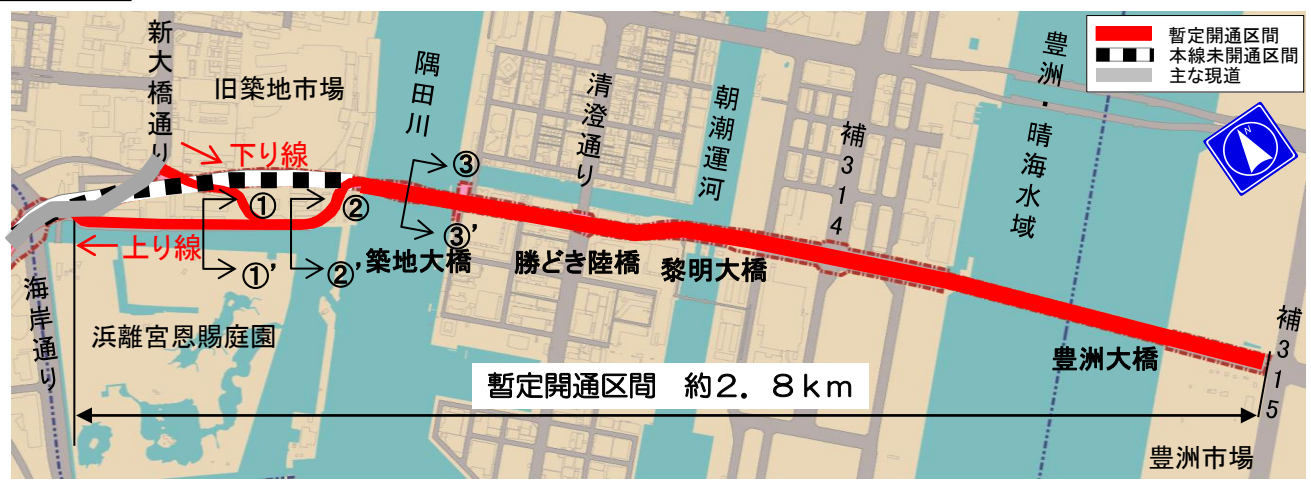 暫定開通区間
本線未開通区間
主な現道
N
新大橋通り
旧築地市場
隅田川
清澄通り
朝潮運河
補314
豊洲・晴海水域
下り線
①
②
③
③’
上り線
①’
②’
築地大橋
勝どき陸橋
黎明大橋
豊洲大橋
海岸通り
浜離宮恩賜庭園
暫定開通区間 約2.8km
補315
豊洲市場